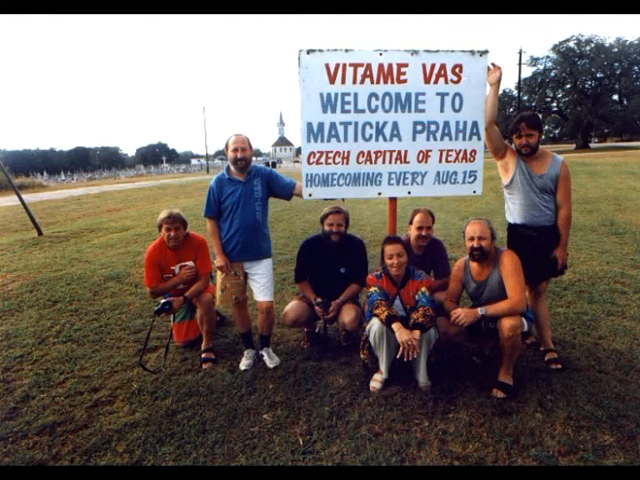 VITAME VAS
WELCOME TO
MATICKA PRAHA
CZECH CAPITAL OF TEXAS
HOMECOMING EVERY AUG.15